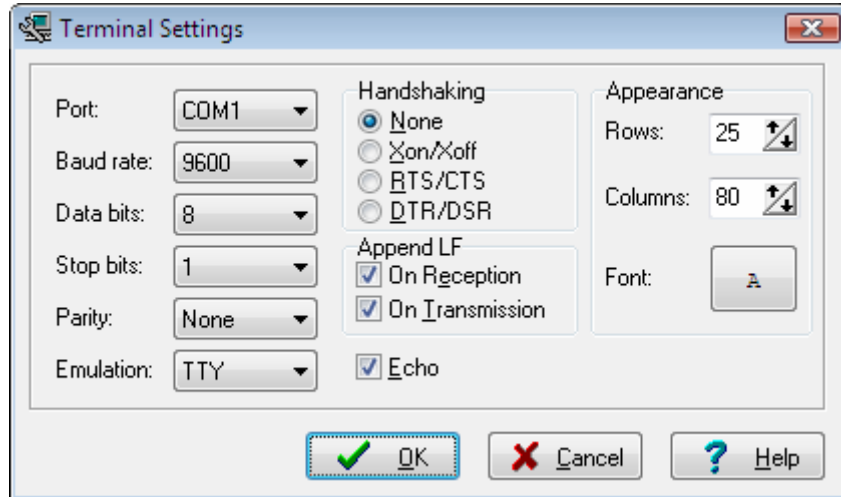 Terminal Settings
Port: COM1
Baud rate: 9600
Data bits: 8
Stop bits: 1
Parity: None
Emulation: TTY
Handshaking
None
Xon/Xoff
RTS/CTS
DTR/DSR
Append LF
On Reception
On Transmission
Echo
Appearance
Rows: 25
Columns: 80
Font: A
OK
Cancel
? Help